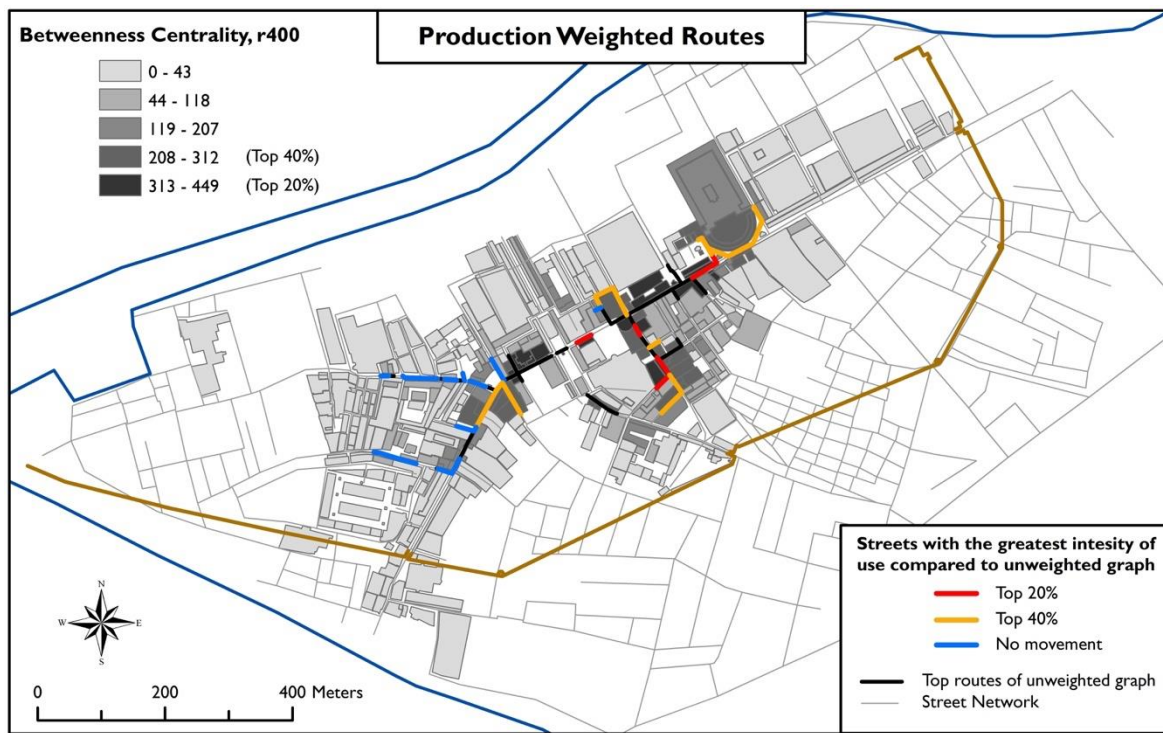 Production Weighted Routes
Betweenness Centrality, r400
0 - 43
44 - 118
119 - 207
208 - 312 (Top 40%)
313 - 449 (Top 20%)
N
W E
S
0 200 400 Meters
Streets with the greatest intesity of
use compared to unweighted graph
Top 20%
Top 40%
No movement
Top routes of unweighted graph
Street Network